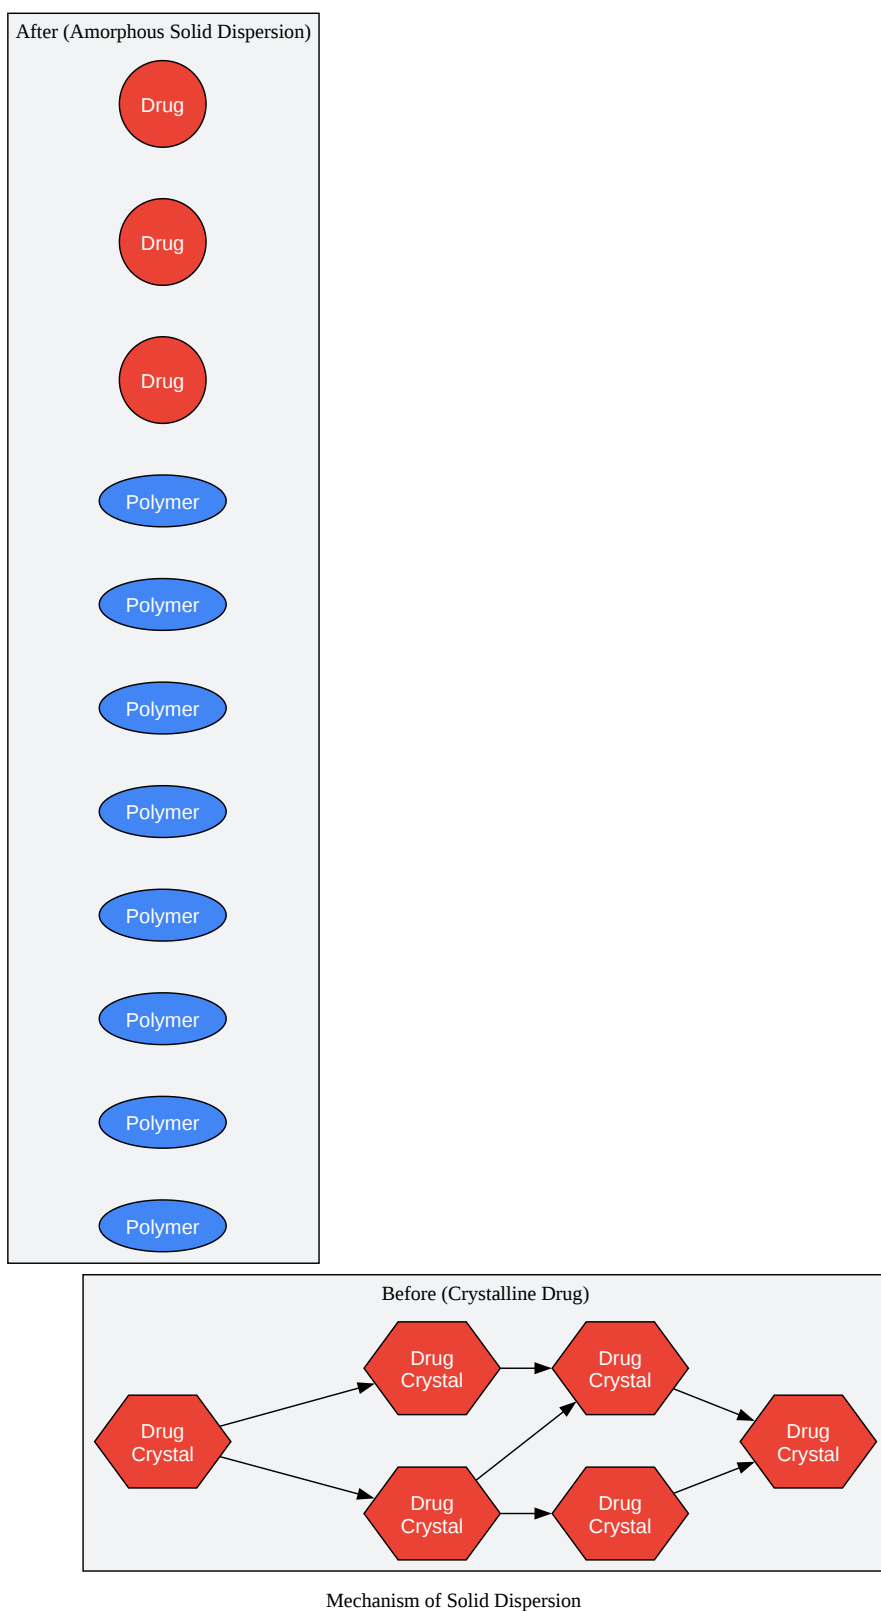 After (Amorphous Solid Dispersion)
Drug
Drug
Drug
Polymer
Polymer
Polymer
Polymer
Polymer
Polymer
Polymer
Polymer
Before (Crystalline Drug)
Drug
Crystal
Drug
Crystal
Drug
Crystal
Drug
Crystal
Drug
Crystal
Drug
Crystal
Mechanism of Solid Dispersion